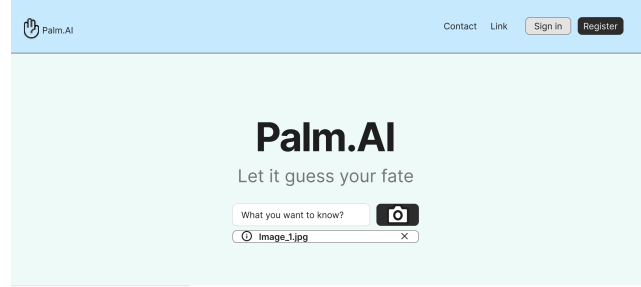 Palm.AI
Contact Link Sign in Register
Palm.AI
Let it guess your fate
What you want to know?
Image_1.jpg